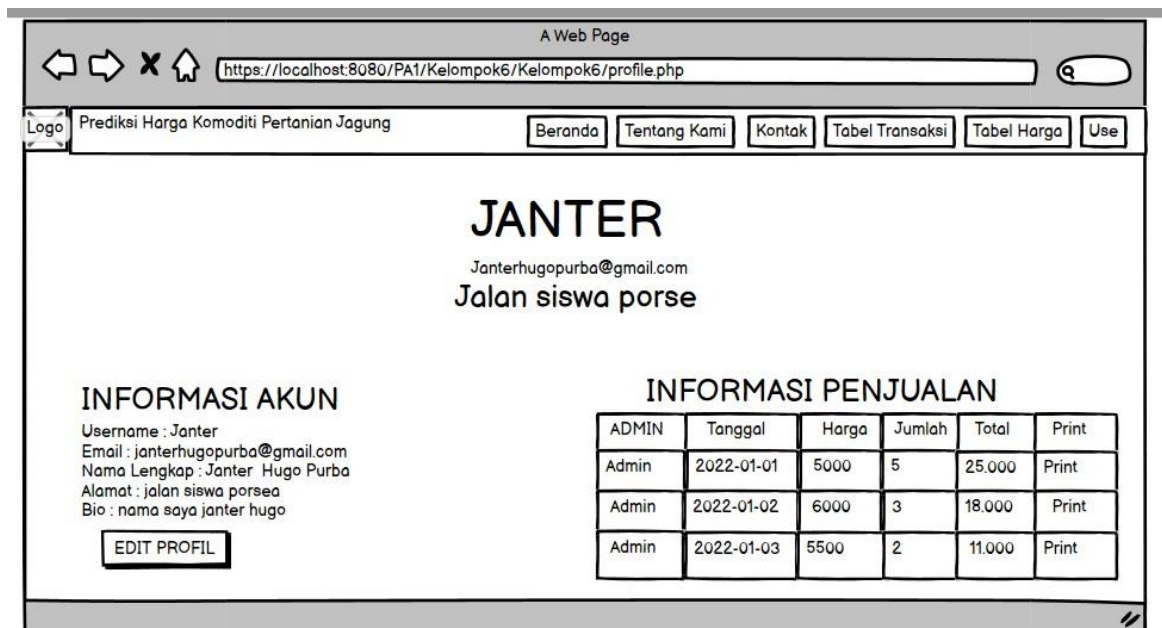 A Web Page
https://localhost:8080/PA1/Kelompok6/Kelompok6/profile.php
Logo
Prediksi Harga Komoditi Pertanian Jagung
Beranda Tentang Kami Kontak Tabel Transaksi Tabel Harga Use
JANTER
Janterhugopurba@gmail.com
Jalan siswa porse
INFORMASI AKUN
Username : Janter
Email : janterhugopurba@gmail.com
Nama Lengkap : Janter Hugo Purba
Alamat : jalan siswa porsea
Bio : nama saya janter hugo
EDIT PROFIL
INFORMASI PENJUALAN
ADMIN Tanggal Harga Jumlah Total Print
Admin 2022-01-01 5000 5 25.000 Print
Admin 2022-01-02 6000 3 18.000 Print
Admin 2022-01-03 5500 2 11.000 Print